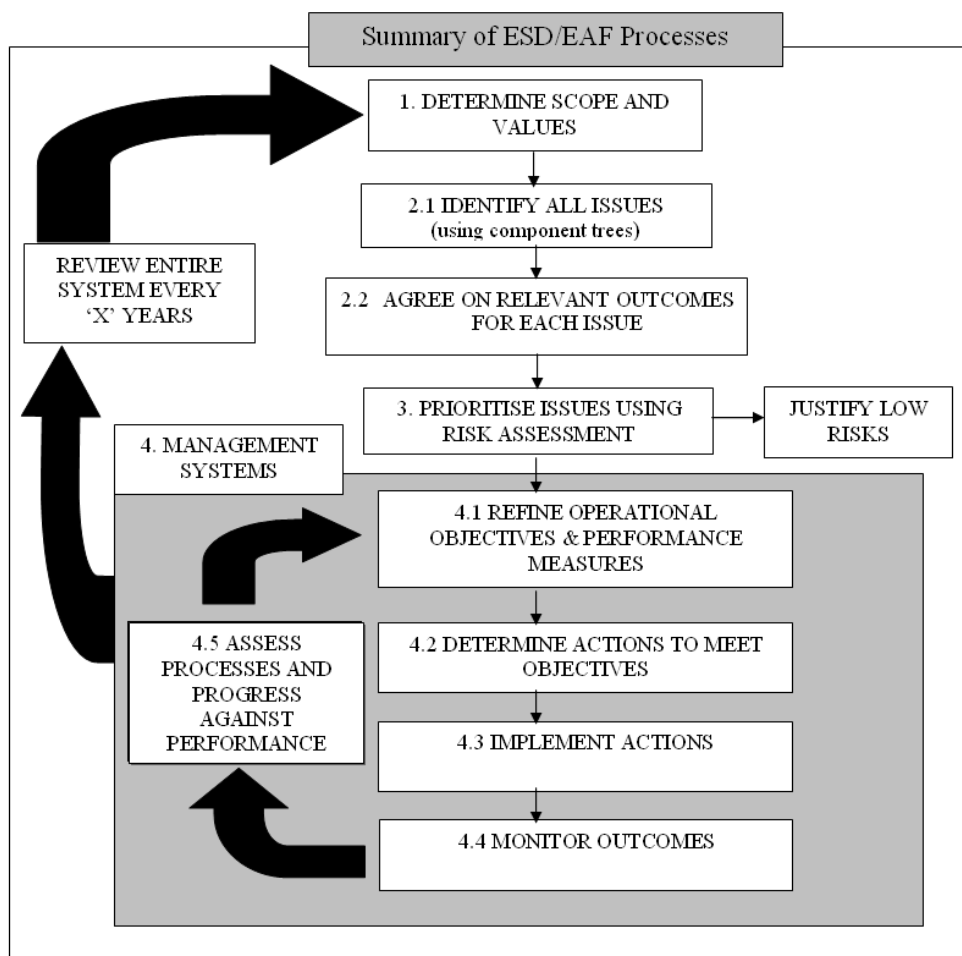 Summary of ESD/EAF Processes
1. DETERMINE SCOPE AND
VALUES
2.1 IDENTIFY ALL ISSUES
(using component trees)
REVIEW ENTIRE
SYSTEM EVERY
‘X’ YEARS
2.2 AGREE ON RELEVANT OUTCOMES
FOR EACH ISSUE
3. PRIORITISE ISSUES USING
RISK ASSESSMENT
JUSTIFY LOW
RISKS
4. MANAGEMENT
SYSTEMS
4.1 REFINE OPERATIONAL
OBJECTIVES & PERFORMANCE
MEASURES
4.2 DETERMINE ACTIONS TO MEET
OBJECTIVES
4.5 ASSESS
PROCESSES AND
PROGRESS
AGAINST
PERFORMANCE
4.3 IMPLEMENT ACTIONS
4.4 MONITOR OUTCOMES